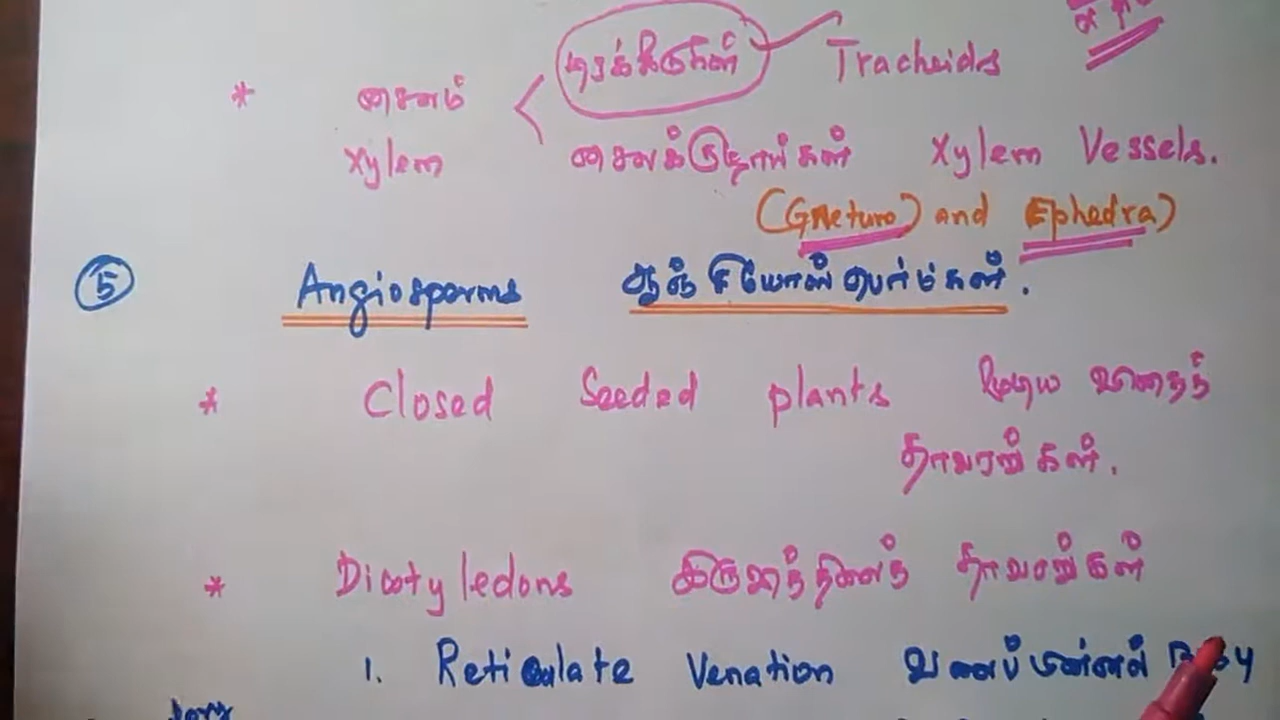 * சைலம் < டிரக்கீடுகள் Tracheids
xylem சைலக்குழாய்கள் Xylem Vessels.
(Gnetum) and Ephedra)
5 Angiosperms ஆஞ்சியோஸ்பெர்ம்கள்.
* Closed Seeded plants மூடிய விதைத்
தாவரங்கள்.
* Dicotyledons இருவித்திலைத் தாவரங்கள்
1. Reticulate Venation வலைப்பின்னல்